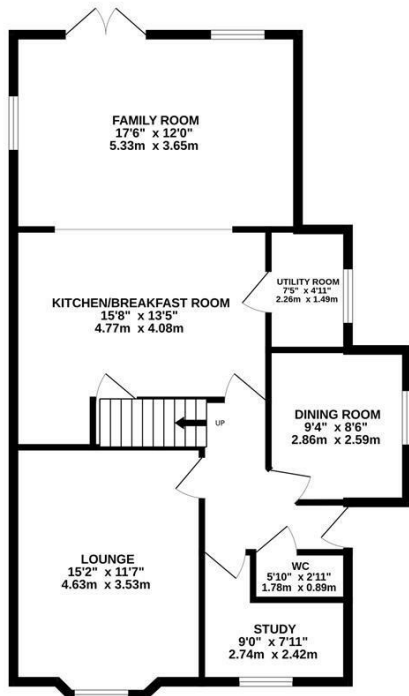 FAMILY ROOM
17'6" x 12'0"
5.33m x 3.65m
KITCHEN/BREAKFAST ROOM
15'8" x 13'5"
4.77m x 4.08m
UTILITY ROOM
7'5" x 4'11"
2.26m x 1.49m
DINING ROOM
9'4" x 8'6"
2.86m x 2.59m
UP
LOUNGE
15'2" x 11'7"
4.63m x 3.53m
WC
5'10" x 2'11"
1.78m x 0.89m
STUDY
9'0" x 7'11"
2.74m x 2.42m